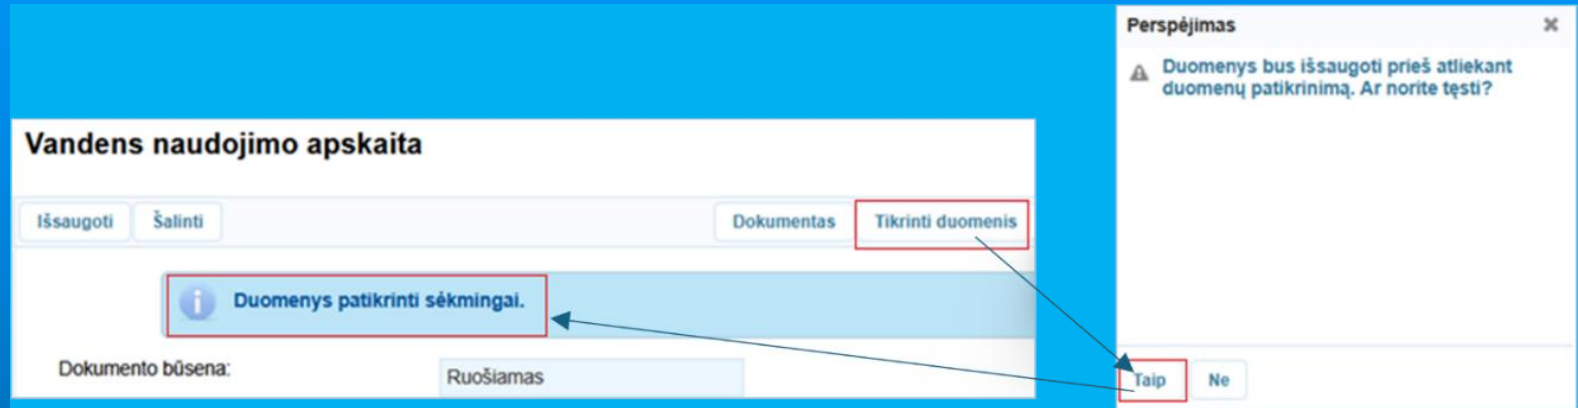 Perspėjimas
Duomenys bus išsaugoti prieš atliekant
duomenų patikrinimą. Ar norite tęsti?
Vandens naudojimo apskaita
Išsaugoti Šalinti Dokumentas Tikrinti duomenis
Duomenys patikrinti sėkmingai.
Dokumento būsena: Ruošiamas
Taip Ne